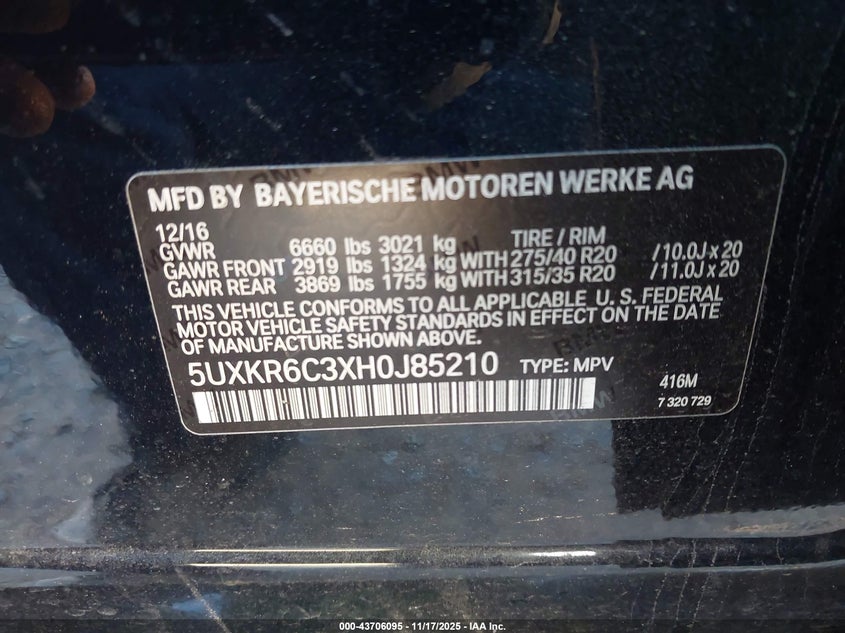 MFD BY BAYERISCHE MOTOREN WERKE AG
12/16 TIRE / RIM
GVWR 6660 lbs 3021 kg
GAWR FRONT 2919 lbs 1324 kg WITH 275/40 R20 /10.0J x 20
GAWR REAR 3869 lbs 1755 kg WITH 315/35 R20 /11.0J x 20
THIS VEHICLE CONFORMS TO ALL APPLICABLE U. S. FEDERAL
MOTOR VEHICLE SAFETY STANDARDS IN EFFECT ON THE DATE
OF MANUFACTURE SHOWN ABOVE.
5UXKR6C3XH0J85210 TYPE: MPV
416M
7 320 729
000-43706095 - 11/17/2025 - IAA Inc.